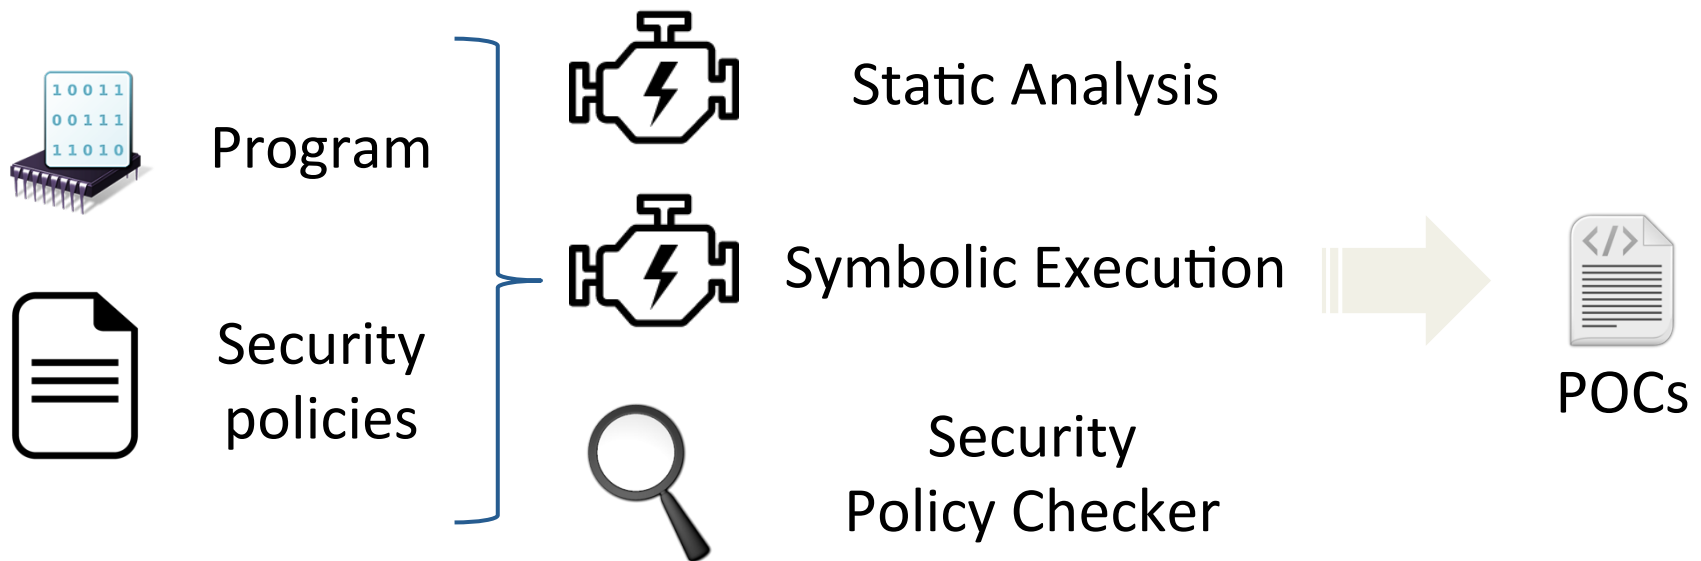 10011
00111
11010
Program
Security
policies
Static Analysis
Symbolic Execution
Security
Policy Checker
</>
POCs